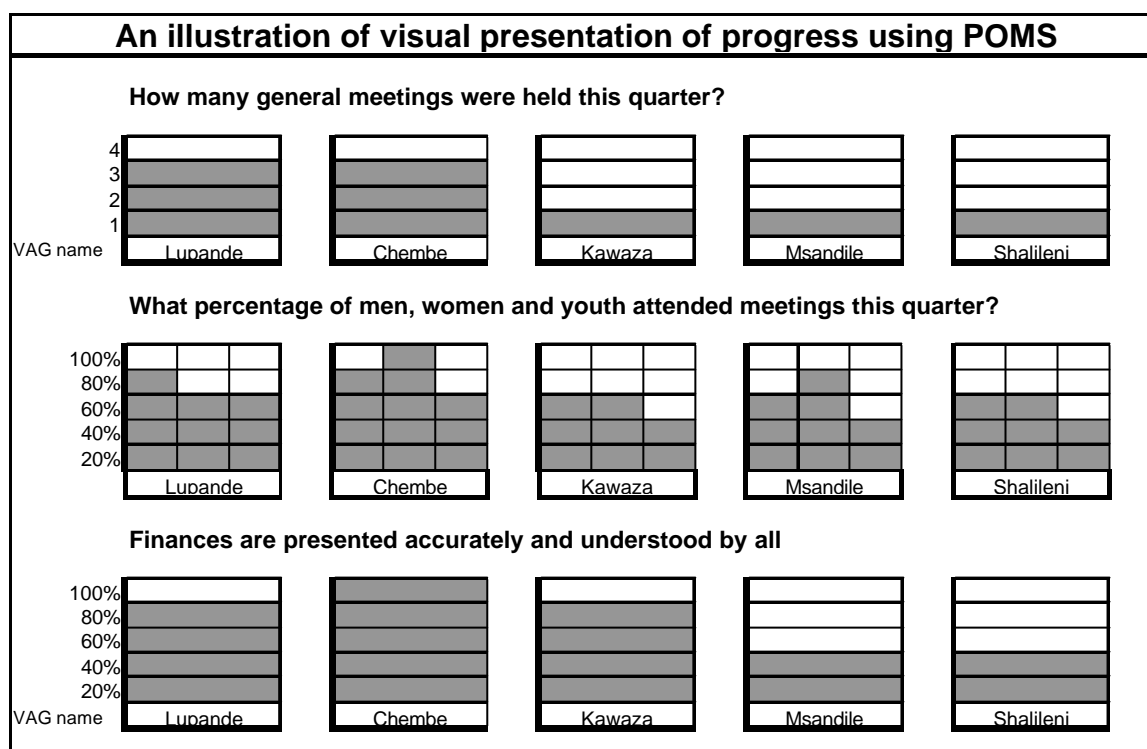 An illustration of visual presentation of progress using POMS
How many general meetings were held this quarter?
4
3
2
1
VAG name Lupande Chembe Kawaza Msandile Shalileni
What percentage of men, women and youth attended meetings this quarter?
100%
80%
60%
40%
20%
Lupande Chembe Kawaza Msandile Shalileni
Finances are presented accurately and understood by all
100%
80%
60%
40%
20%
VAG name Lupande Chembe Kawaza Msandile Shalileni